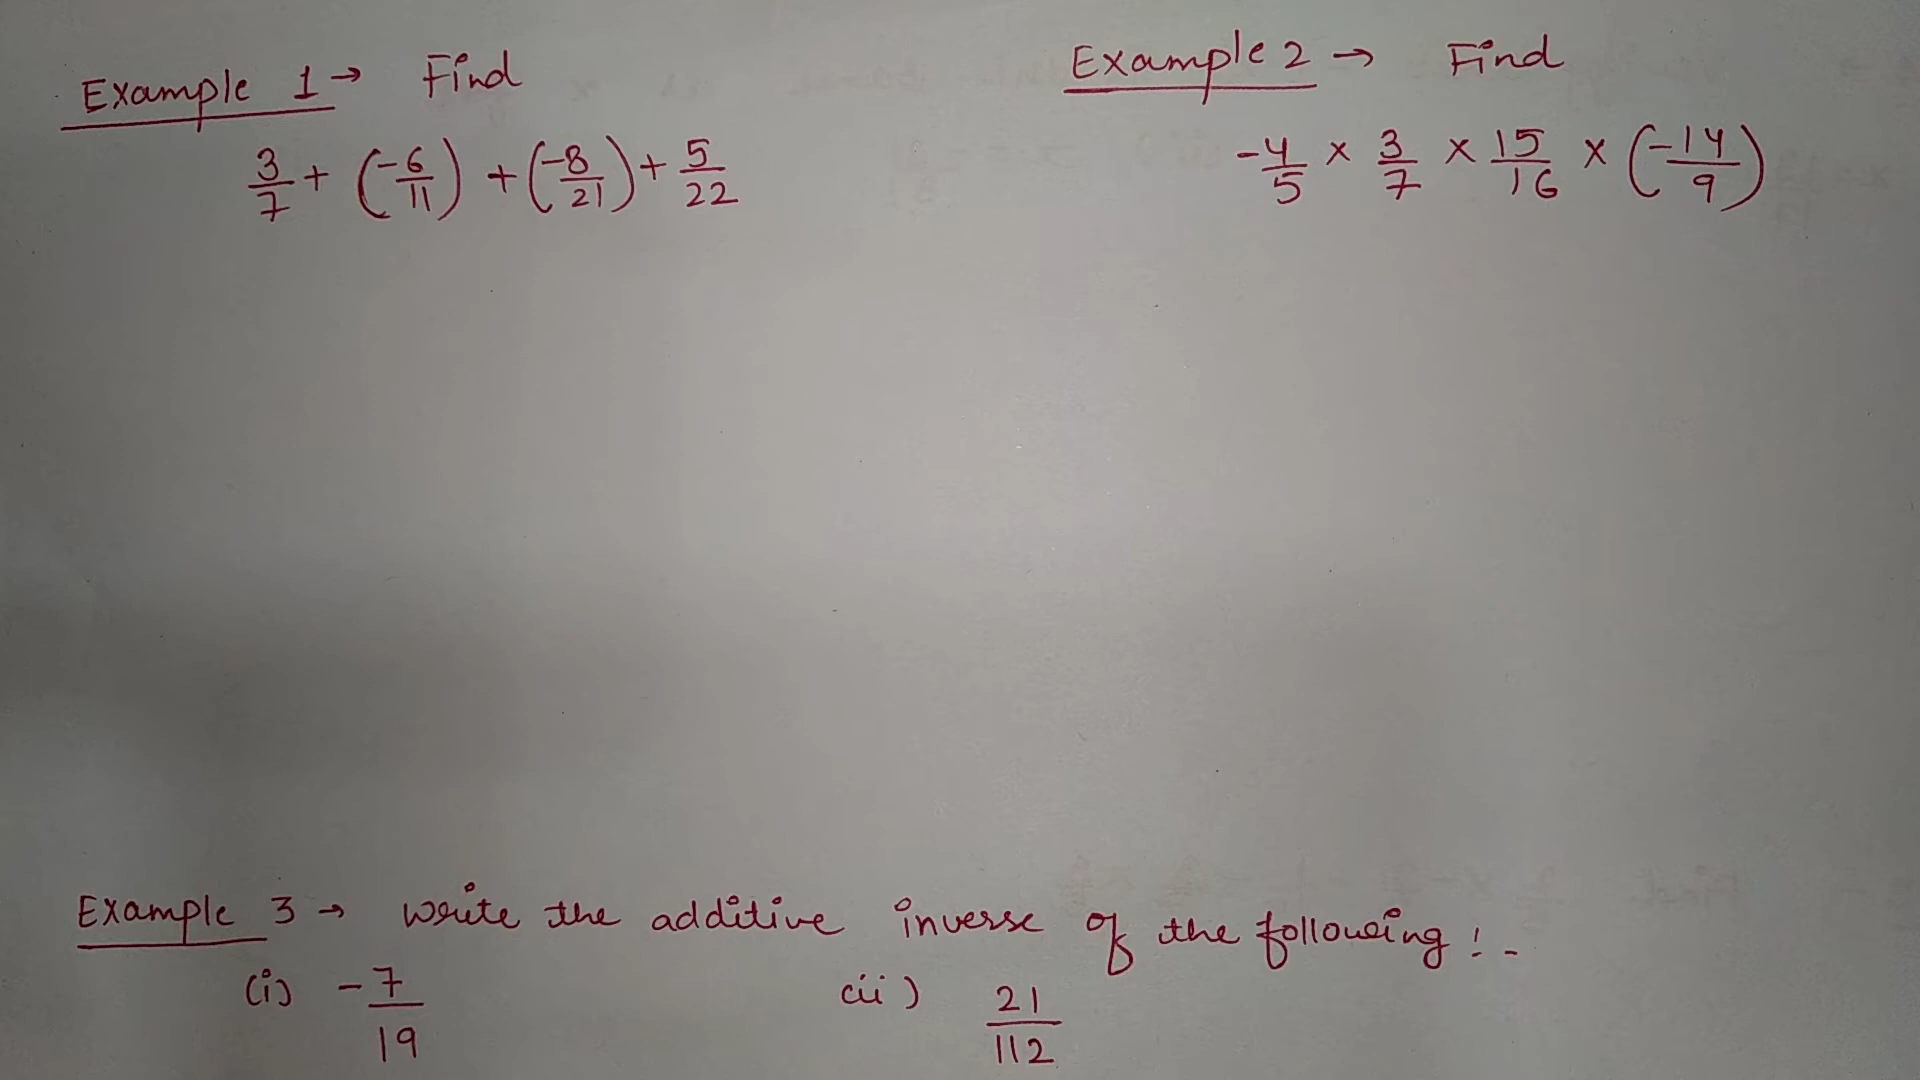 Example 1 → Find
3/7 + (-6/11) + (-8/21) + 5/22
Example 2 → Find
-4/5 × 3/7 × 15/16 × (-14/9)
Example 3 → Write the additive inverse of the following :-
(i) -7/19
(ii) 21/112